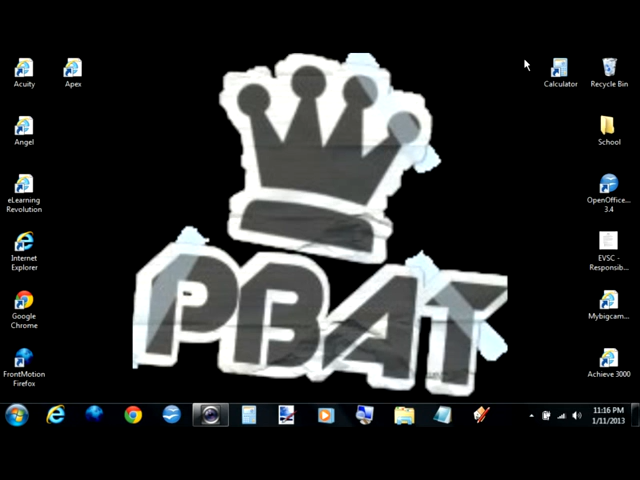 Acuity
Apex
Calculator
Recycle Bin
Angel
School
eLearning
Revolution
OpenOffice...
3.4
Internet
Explorer
EVSC -
Responsib...
Google
Chrome
Mybigcam...
FrontMotion
Firefox
Achieve 3000
PBAT
11:16 PM
1/11/2013